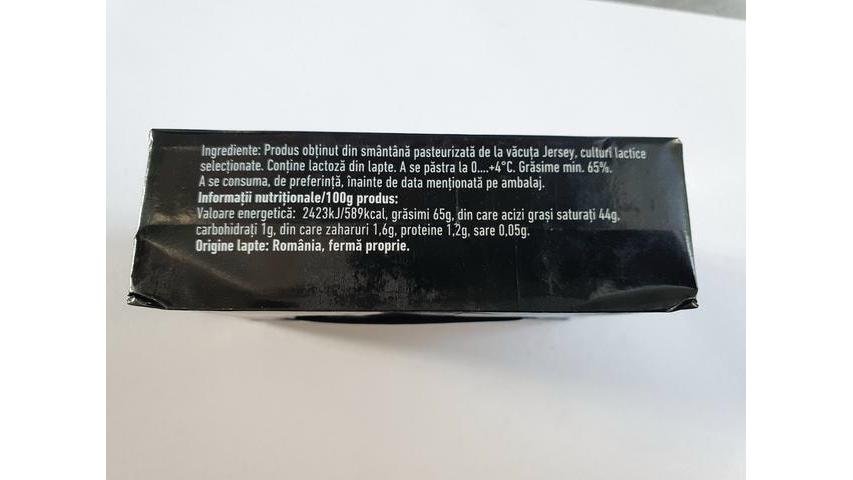 Ingrediente: Produs obținut din smântână pasteurizată de la văcuța Jersey, culturi lactice
selecționate. Conține lactoză din lapte. A se păstra la 0....+4°C. Grăsime min. 65%.
A se consuma, de preferință, înainte de data menționată pe ambalaj.
Informații nutriționale/100g produs:
Valoare energetică: 2423kJ/589kcal, grăsimi 65g, din care acizi grași saturați 44g,
carbohidrați 1g, din care zaharuri 1,6g, proteine 1,2g, sare 0,05g.
Origine lapte: România, fermă proprie.